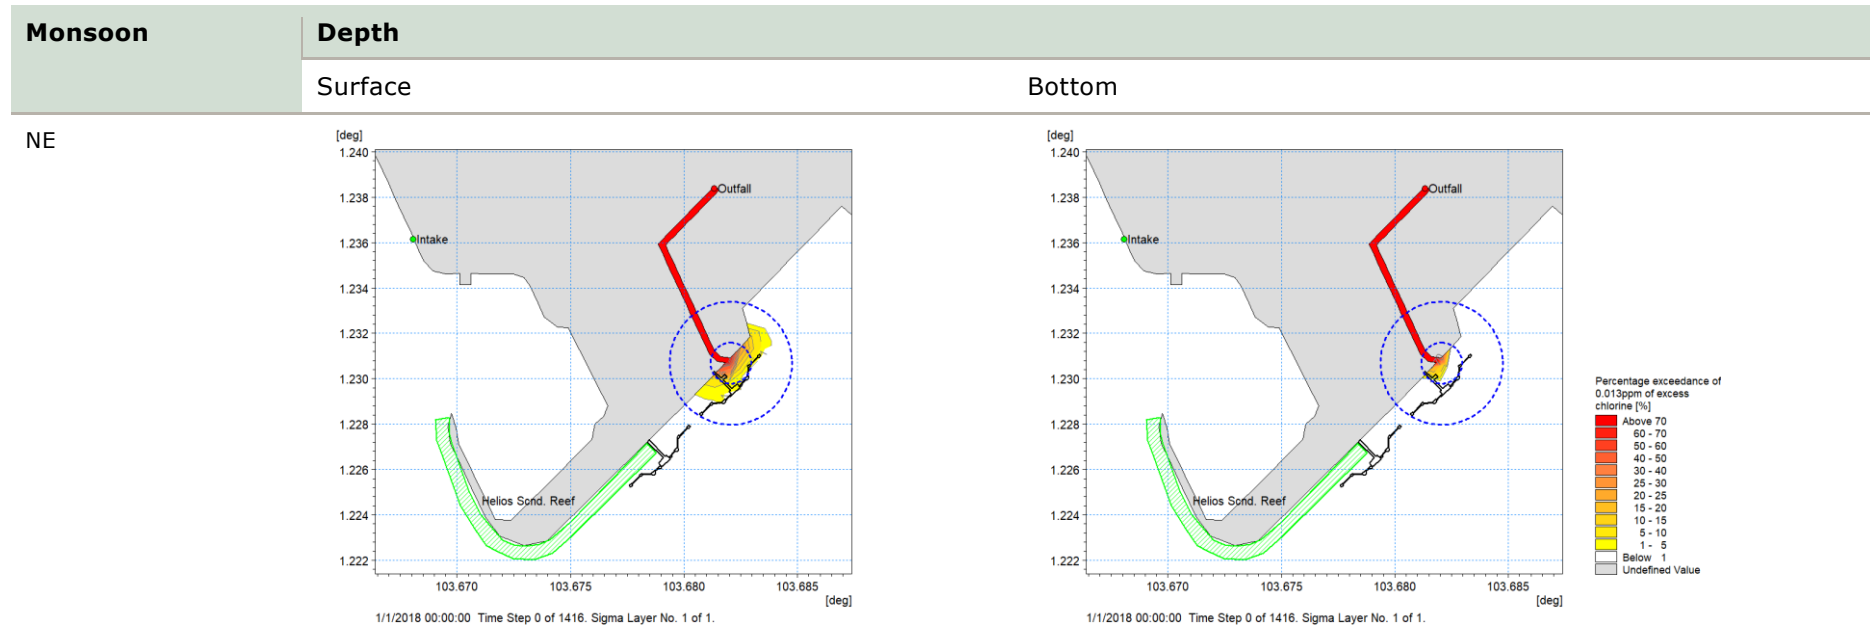 Monsoon
Depth
Surface
Bottom
NE
[deg]
1.240
1.238
1.236
1.234
1.232
1.230
1.228
1.226
1.224
1.222
Outfall
Intake
Helios Scnd. Reef
103.670 103.675 103.680 103.685
[deg]
1/1/2018 00:00:00 Time Step 0 of 1416. Sigma Layer No. 1 of 1.
[deg]
1.240
1.238
1.236
1.234
1.232
1.230
1.228
1.226
1.224
1.222
Outfall
Intake
Helios Scnd. Reef
103.670 103.675 103.680 103.685
[deg]
1/1/2018 00:00:00 Time Step 0 of 1416. Sigma Layer No. 1 of 1.
Percentage exceedance of
0.013ppm of excess
chlorine [%]
Above 70
60 - 70
50 - 60
40 - 50
30 - 40
25 - 30
20 - 25
15 - 20
10 - 15
5 - 10
1 - 5
Below 1
Undefined Value